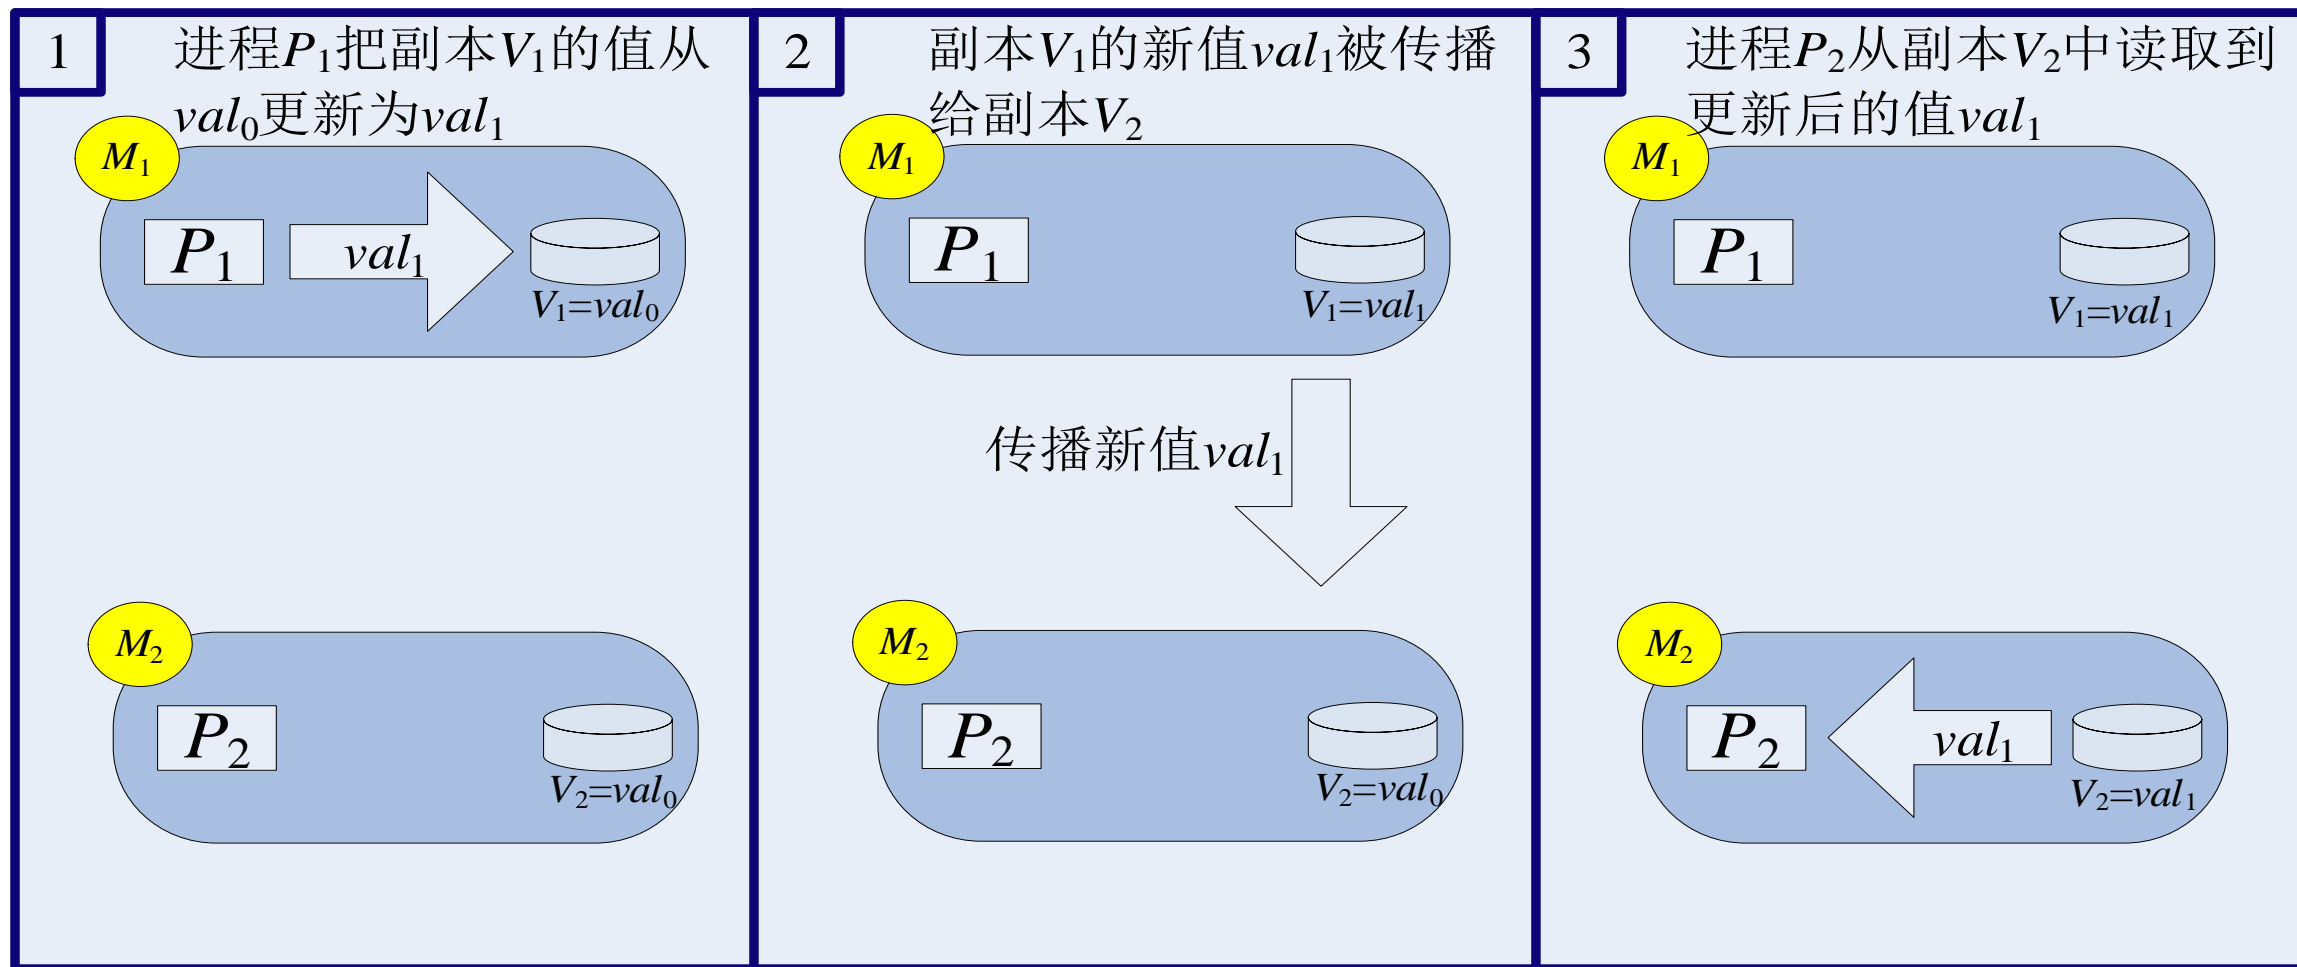 1
进程P₁把副本V₁的值从
val₀更新为val₁
M₁
P₁
val₁
V₁=val₀
M₂
P₂
V₂=val₀
2
副本V₁的新值val₁被传播
给副本V₂
M₁
P₁
V₁=val₁
传播新值val₁
M₂
P₂
V₂=val₀
3
进程P₂从副本V₂中读取到
更新后的值val₁
M₁
P₁
V₁=val₁
M₂
P₂
val₁
V₂=val₁